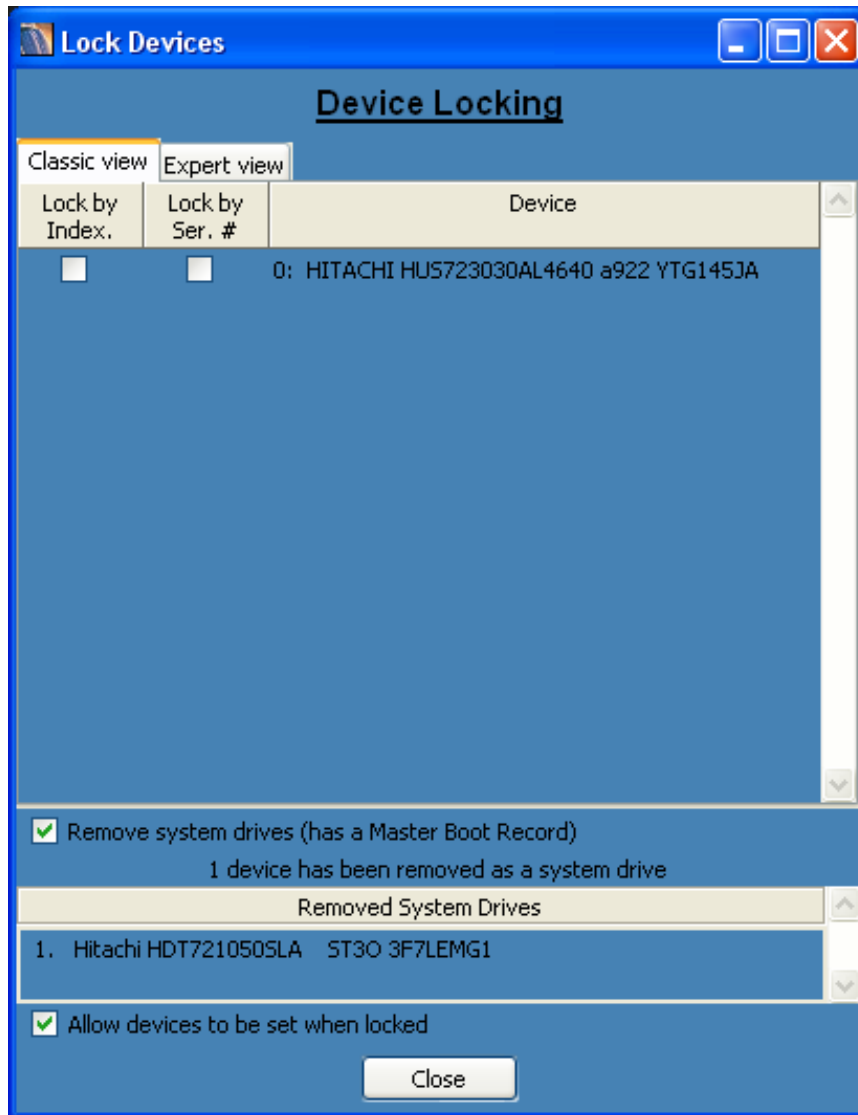 Lock Devices
Device Locking
Classic view Expert view
Lock by Index. Lock by Ser. # Device
0: HITACHI HUS723030AL4640 a922 YTG145JA
Remove system drives (has a Master Boot Record)
1 device has been removed as a system drive
Removed System Drives
1. Hitachi HDT721050SLA ST3O 3F7LEMG1
Allow devices to be set when locked
Close